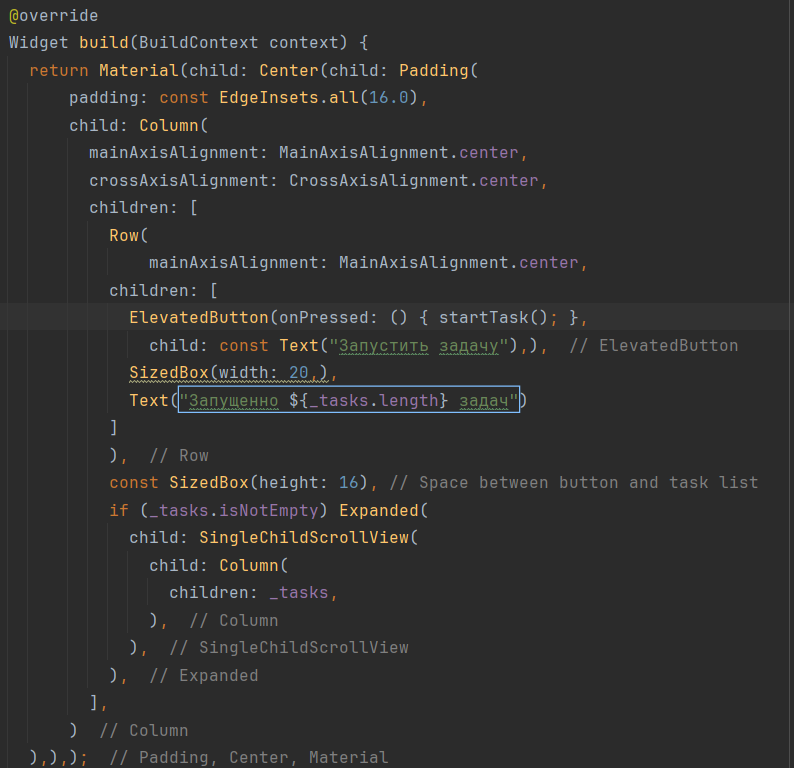 @override
Widget build(BuildContext context) {
return Material(child: Center(child: Padding(
padding: const EdgeInsets.all(16.0),
child: Column(
mainAxisAlignment: MainAxisAlignment.center,
crossAxisAlignment: CrossAxisAlignment.center,
children: [
Row(
mainAxisAlignment: MainAxisAlignment.center,
children: [
ElevatedButton(onPressed: () { startTask(); },
child: const Text("Запустить задачу"),), // ElevatedButton
SizedBox(width: 20,),
Text("Запущенно ${_tasks.length} задач")
]
), // Row
const SizedBox(height: 16), // Space between button and task list
if (_tasks.isNotEmpty) Expanded(
child: SingleChildScrollView(
child: Column(
children: _tasks,
), // Column
), // SingleChildScrollView
), // Expanded
],
) // Column
),),); // Padding, Center, Material